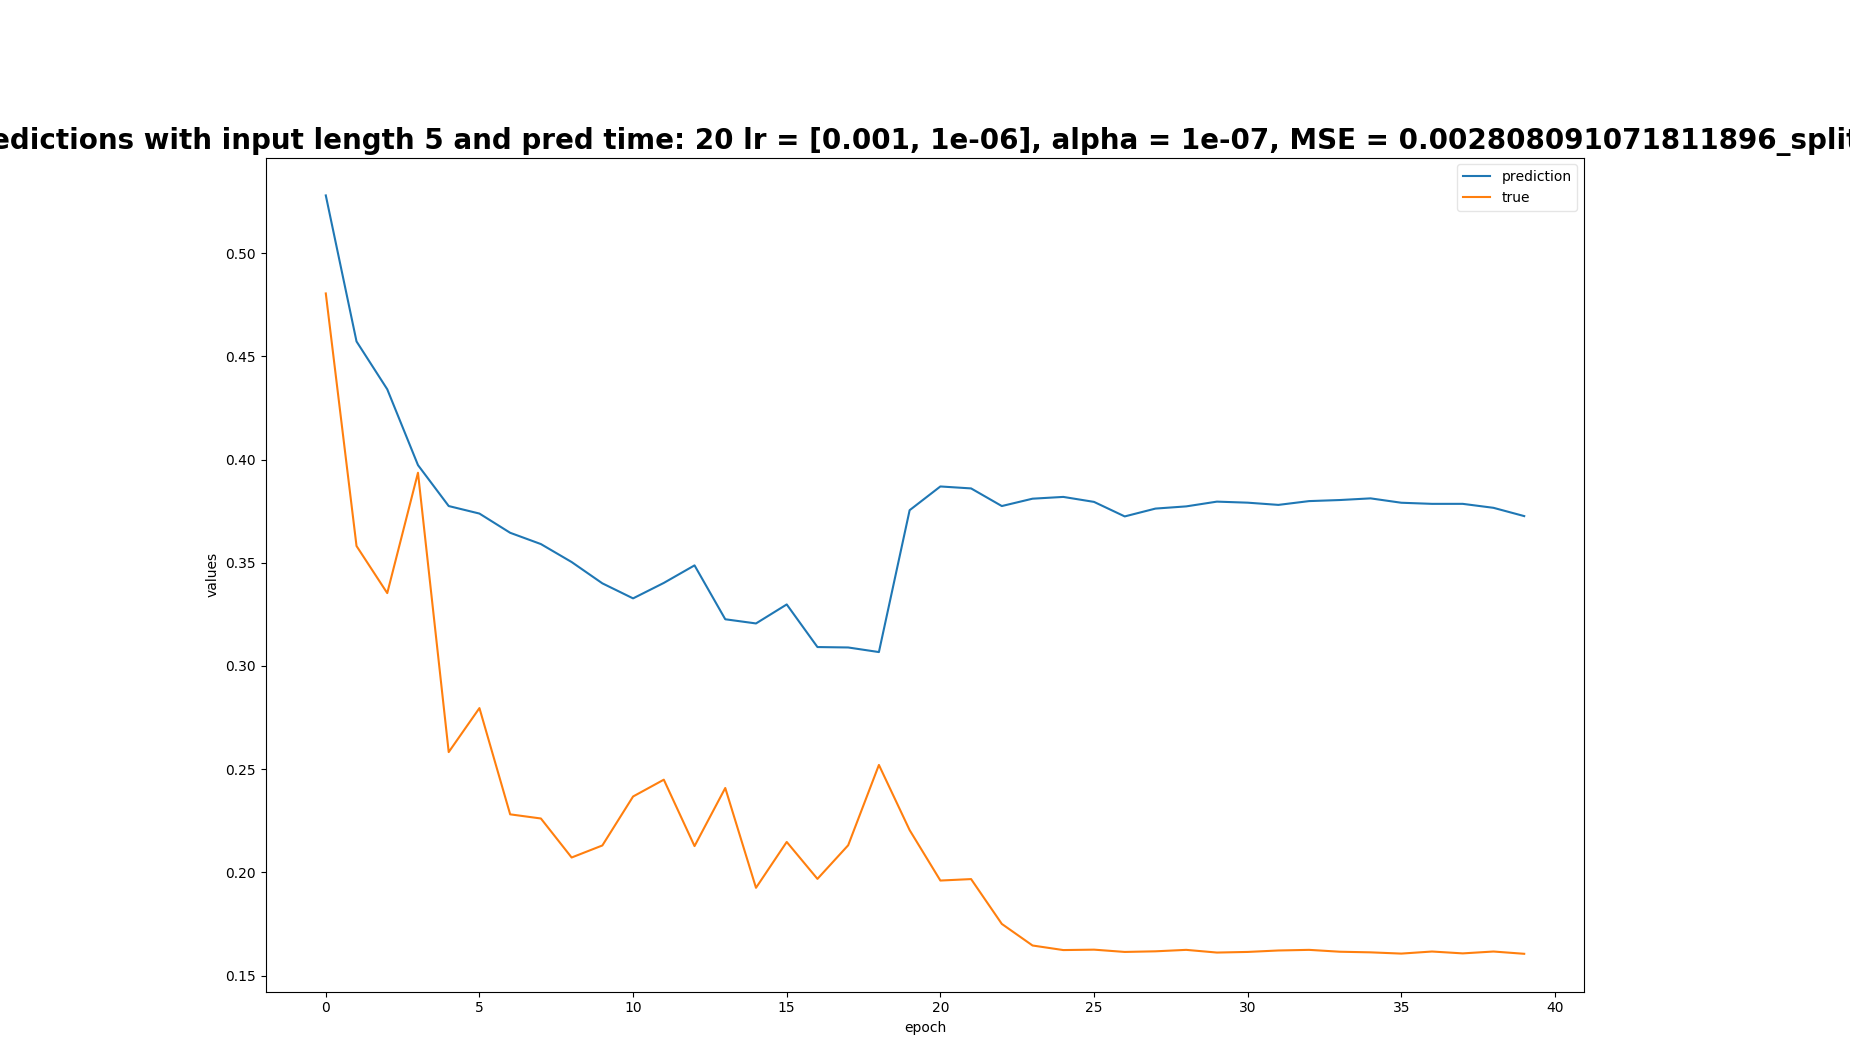 edictions with input length 5 and pred time: 20 lr = [0.001, 1e-06], alpha = 1e-07, MSE = 0.002808091071811896_split
prediction
true
0.50
0.45
0.40
0.35
0.30
0.25
0.20
0.15
values
0 5 10 15 20 25 30 35 40
epoch